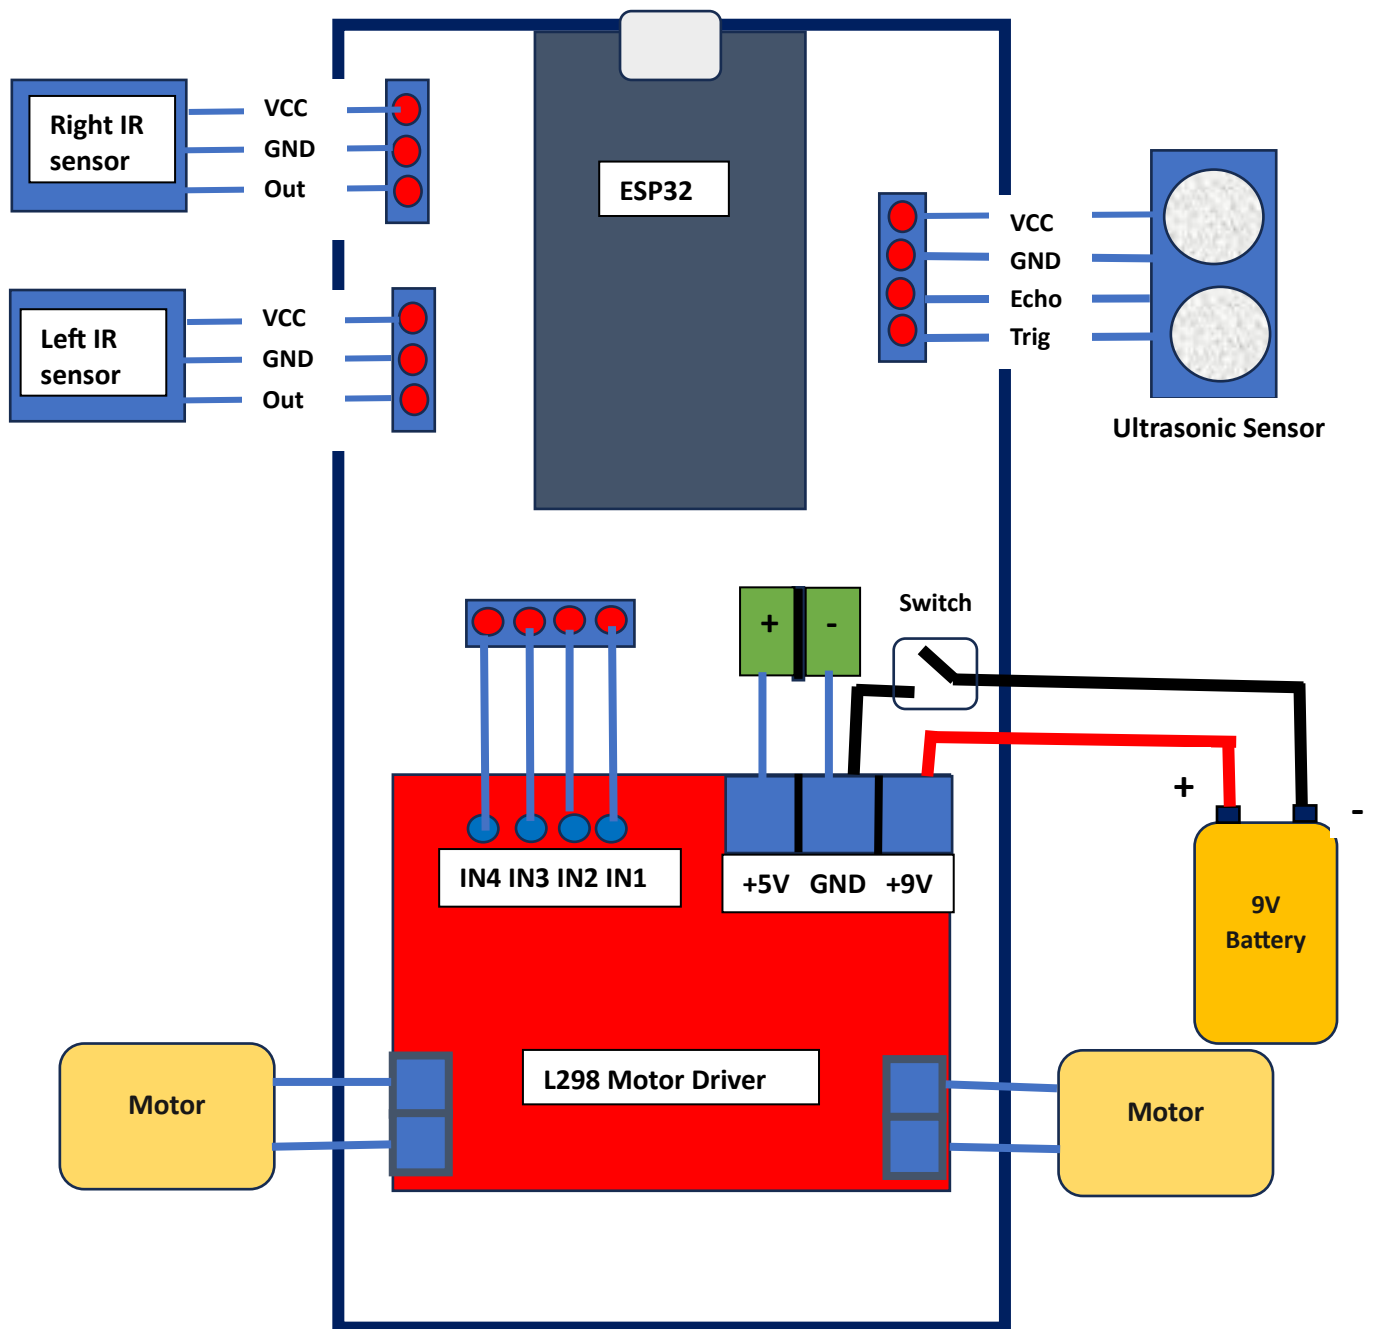 Right IR
sensor
VCC
GND
Out
ESP32
VCC
GND
Echo
Trig
Left IR
sensor
VCC
GND
Out
Ultrasonic Sensor
+
-
Switch
+
-
IN4 IN3 IN2 IN1
+5V GND +9V
9V
Battery
Motor
L298 Motor Driver
Motor